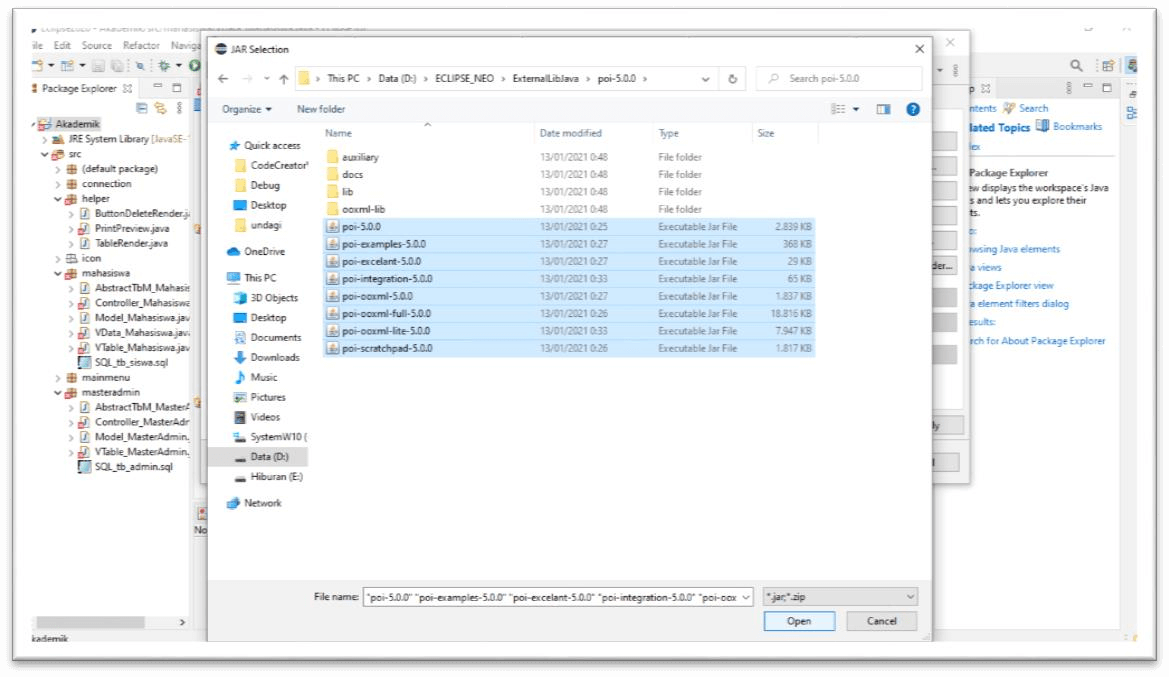 JAR Selection
ile Edit Source Refactor Naviga
This PC > Data (D:) > ECLIPSE_NEO > ExternalLibJava > poi-5.0.0 >
Search poi-5.0.0
Package Explorer
Organize New folder
Akademik
JRE System Library [JavaSE-1
src
(default package)
connection
helper
ButtonDeleteRender.ja
PrintPreview.java
TableRender.java
icon
mahasiswa
AbstractTbM_Mahasis
Controller_Mahasiswa
Model_Mahasiswa.jav
VData_Mahasiswa.java
VTable_Mahasiswa.jav
SQL_tb_siswa.sql
mainmenu
masteradmin
AbstractTbM_MasterA
Controller_MasterAdr
Model_MasterAdmin.
VTable_MasterAdmin.
SQL_tb_admin.sql
Quick access
CodeCreator
Debug
Desktop
undagi
OneDrive
This PC
3D Objects
Desktop
Documents
Downloads
Music
Pictures
Videos
SystemW10 (
Data (D:)
Hiburan (E:)
Network
Name Date modified Type Size
auxiliary 13/01/2021 0:48 File folder
docs 13/01/2021 0:48 File folder
lib 13/01/2021 0:48 File folder
ooxml-lib 13/01/2021 0:48 File folder
poi-5.0.0 13/01/2021 0:25 Executable Jar File 2.839 KB
poi-examples-5.0.0 13/01/2021 0:27 Executable Jar File 368 KB
poi-excelant-5.0.0 13/01/2021 0:27 Executable Jar File 29 KB
poi-integration-5.0.0 13/01/2021 0:33 Executable Jar File 65 KB
poi-ooxml-5.0.0 13/01/2021 0:27 Executable Jar File 1.837 KB
poi-ooxml-full-5.0.0 13/01/2021 0:26 Executable Jar File 18.816 KB
poi-ooxml-lite-5.0.0 13/01/2021 0:33 Executable Jar File 7.947 KB
poi-scratchpad-5.0.0 13/01/2021 0:26 Executable Jar File 1.817 KB
File name: "poi-5.0.0" "poi-examples-5.0.0" "poi-excelant-5.0.0" "poi-integration-5.0.0" "poi-oox
*.jar;*.zip
Open Cancel
ntents Search
lated Topics Bookmarks
dex
Package Explorer
ew displays the workspace's Java
s and lets you explore their
ts.
o:
wsing Java elements
a views
ckage Explorer view
a element filters dialog
esults:
rch for About Package Explorer
der...
ly
No
kademik